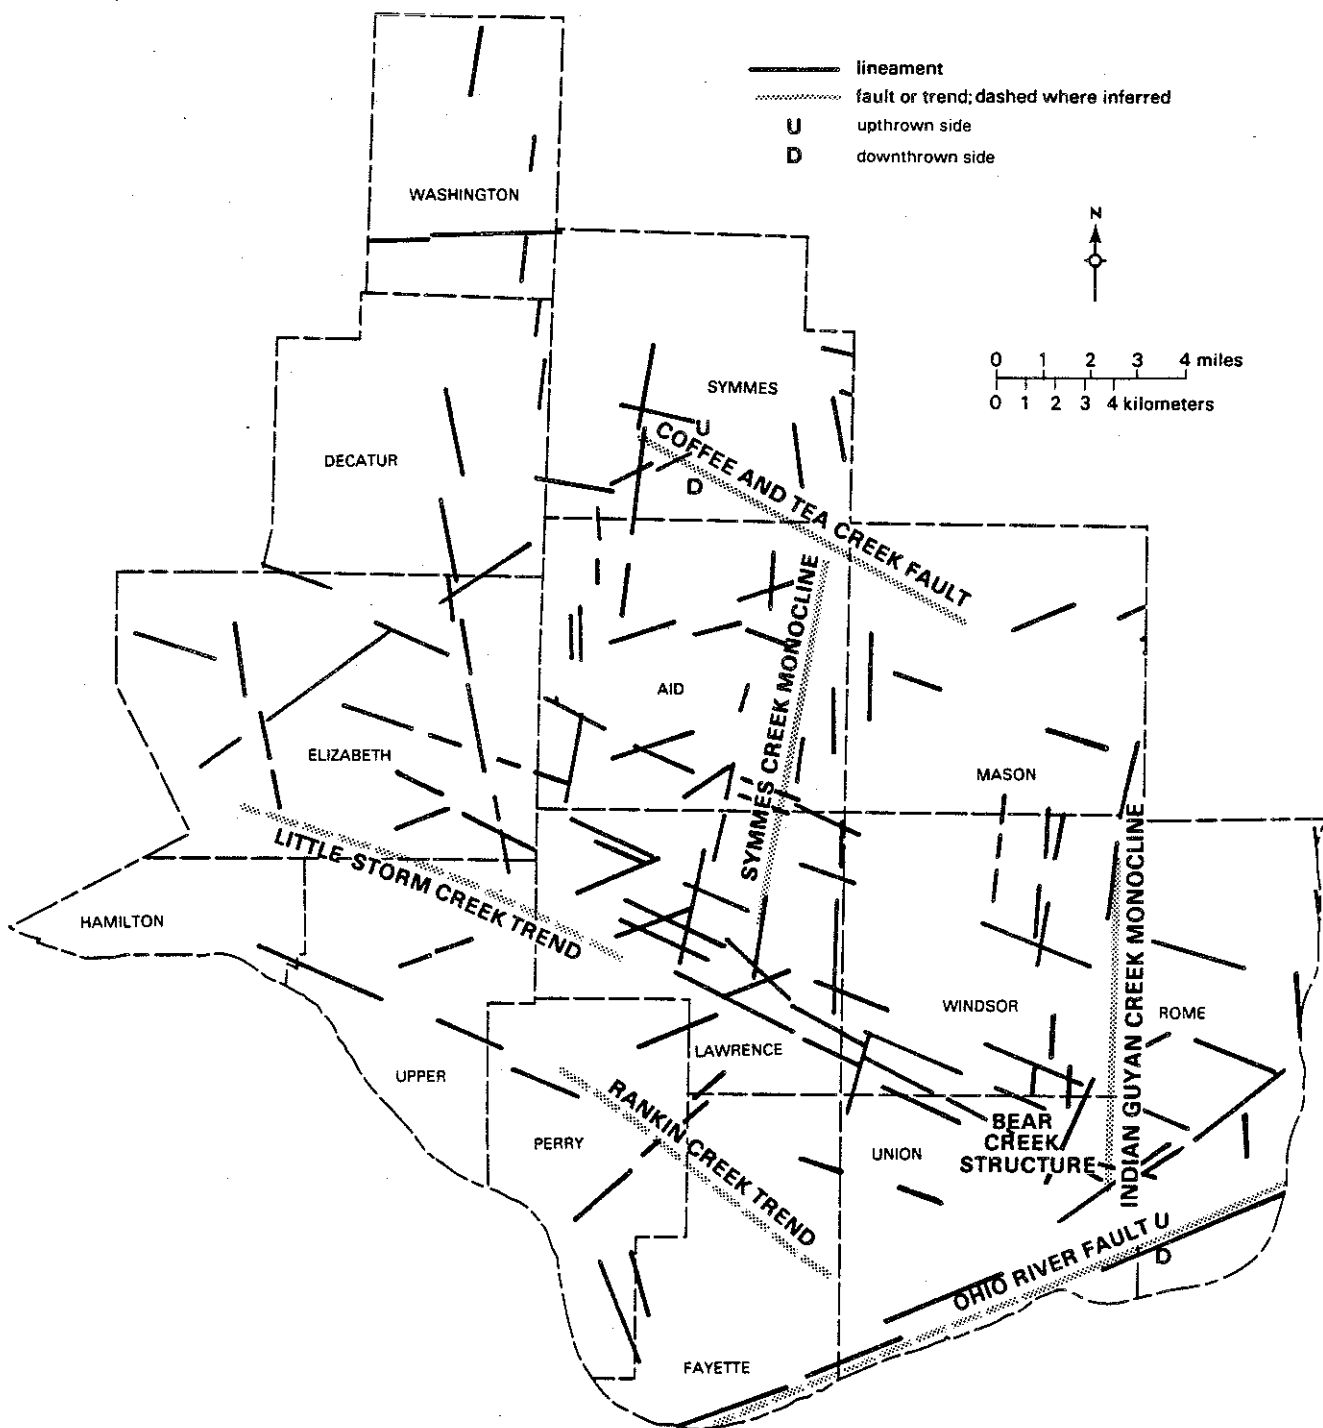 lineament
fault or trend; dashed where inferred
U upthrown side
D downthrown side
WASHINGTON
N
0 1 2 3 4 miles
0 1 2 3 4 kilometers
SYMMES
U
COFFEE AND TEA CREEK FAULT
D
DECATUR
SYMMES CREEK MONOCLINE
AID
ELIZABETH
MASON
LITTLE STORM CREEK TREND
HAMILTON
INDIAN GUYAN CREEK MONOCLINE
WINDSOR
ROME
LAWRENCE
UPPER
RANKIN CREEK TREND
PERRY
UNION
BEAR
CREEK
STRUCTURE
OHIO RIVER FAULT U
D
FAYETTE